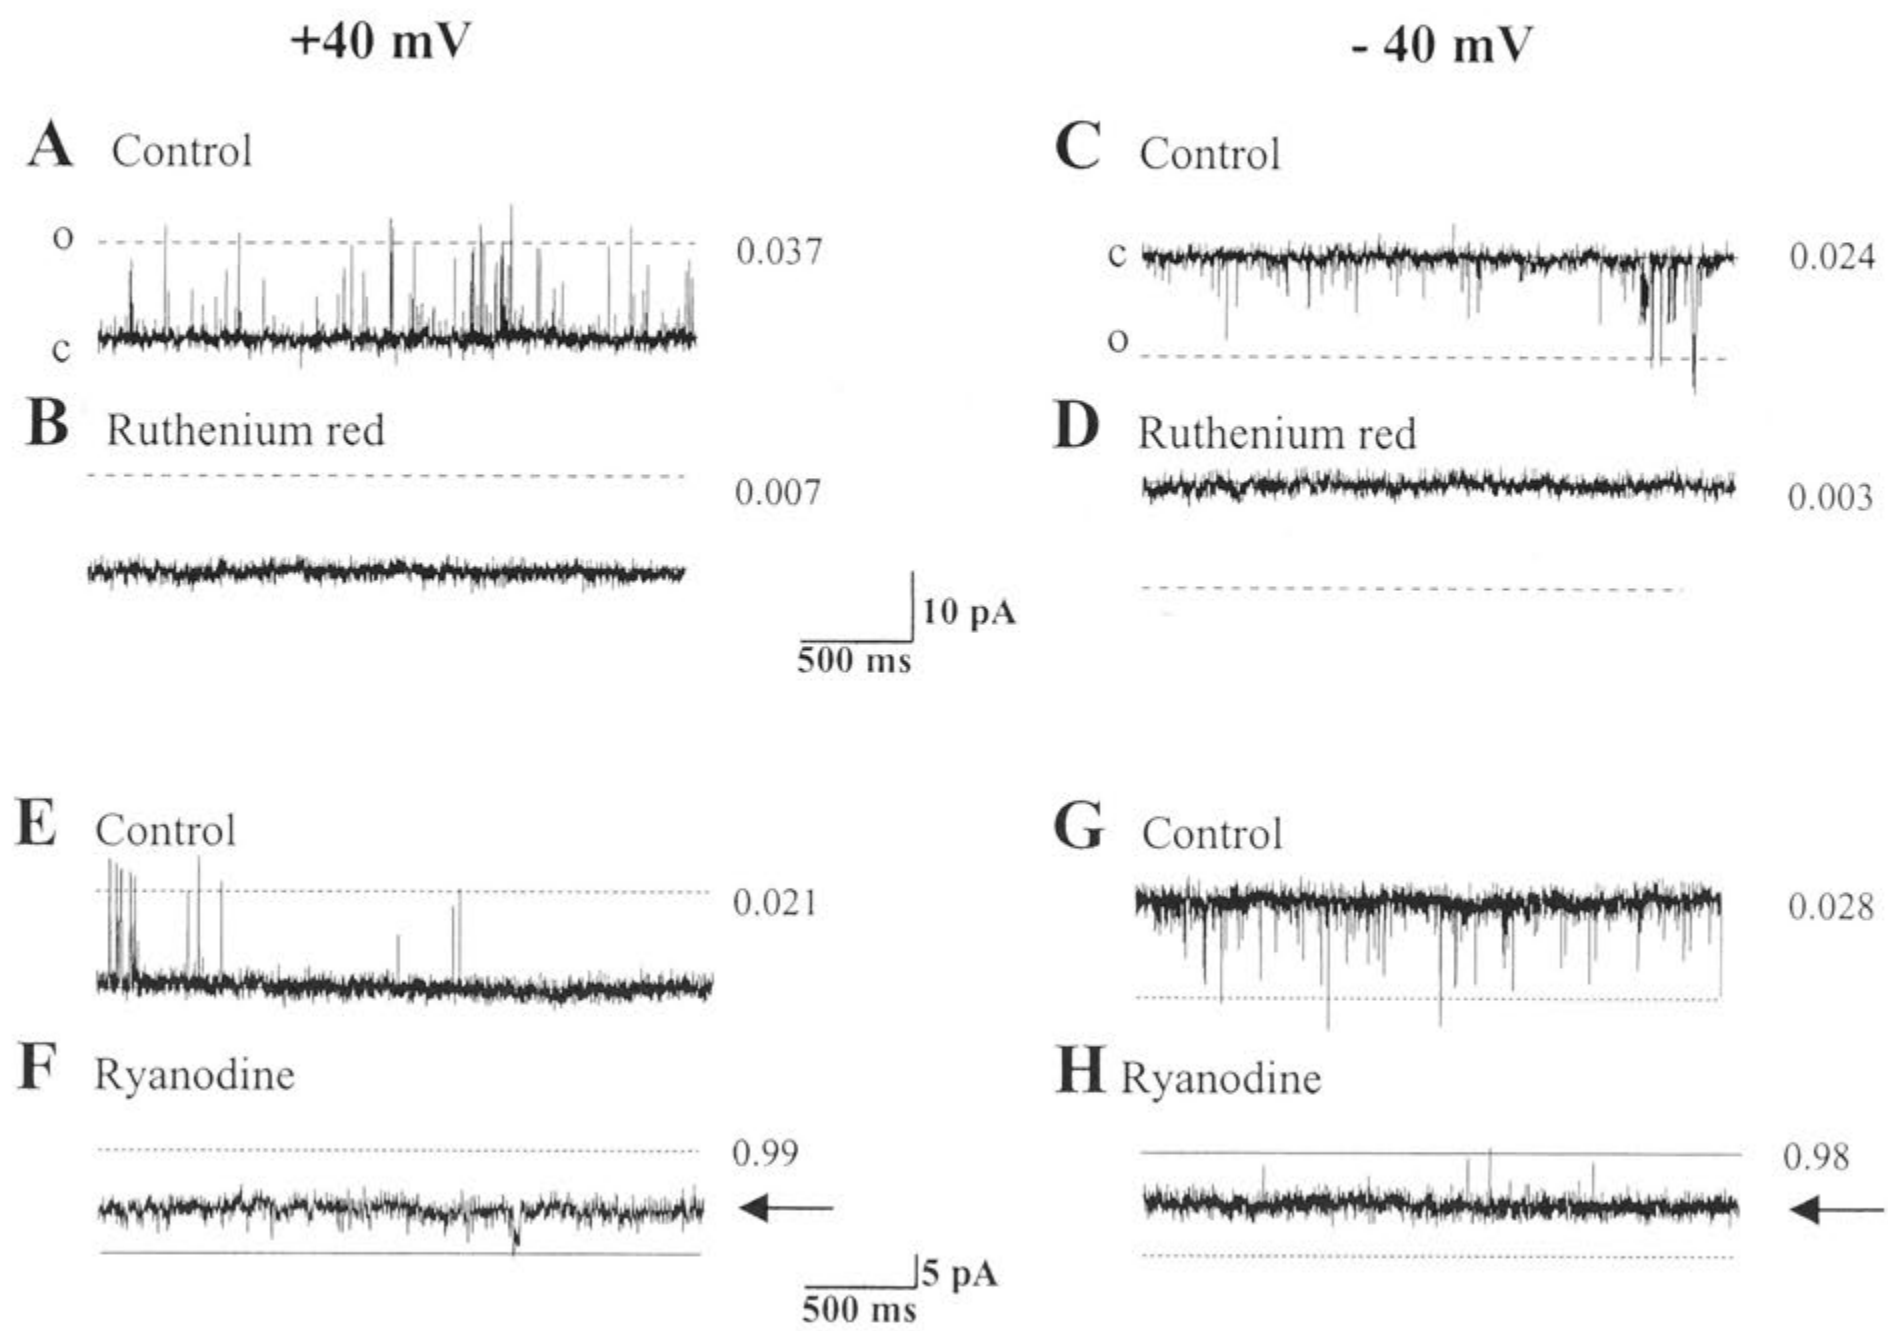 +40 mV
- 40 mV
A Control
C Control
o
0.037
c
c
0.024
o
B Ruthenium red
D Ruthenium red
0.007
0.003
10 pA
500 ms
E Control
G Control
0.021
0.028
F Ryanodine
H Ryanodine
0.99
0.98
5 pA
500 ms